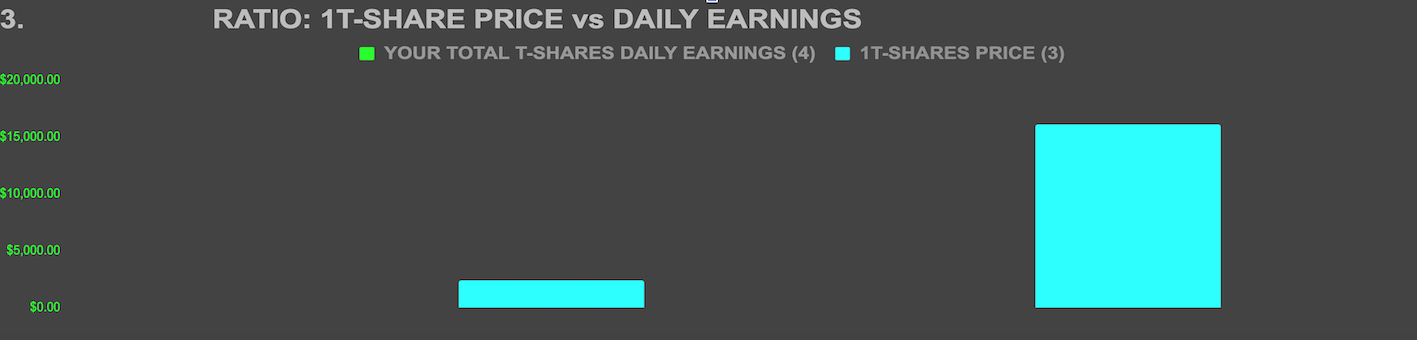 3. RATIO: 1T-SHARE PRICE vs DAILY EARNINGS
YOUR TOTAL T-SHARES DAILY EARNINGS (4) 1T-SHARES PRICE (3)
$20,000.00
$15,000.00
$10,000.00
$5,000.00
$0.00